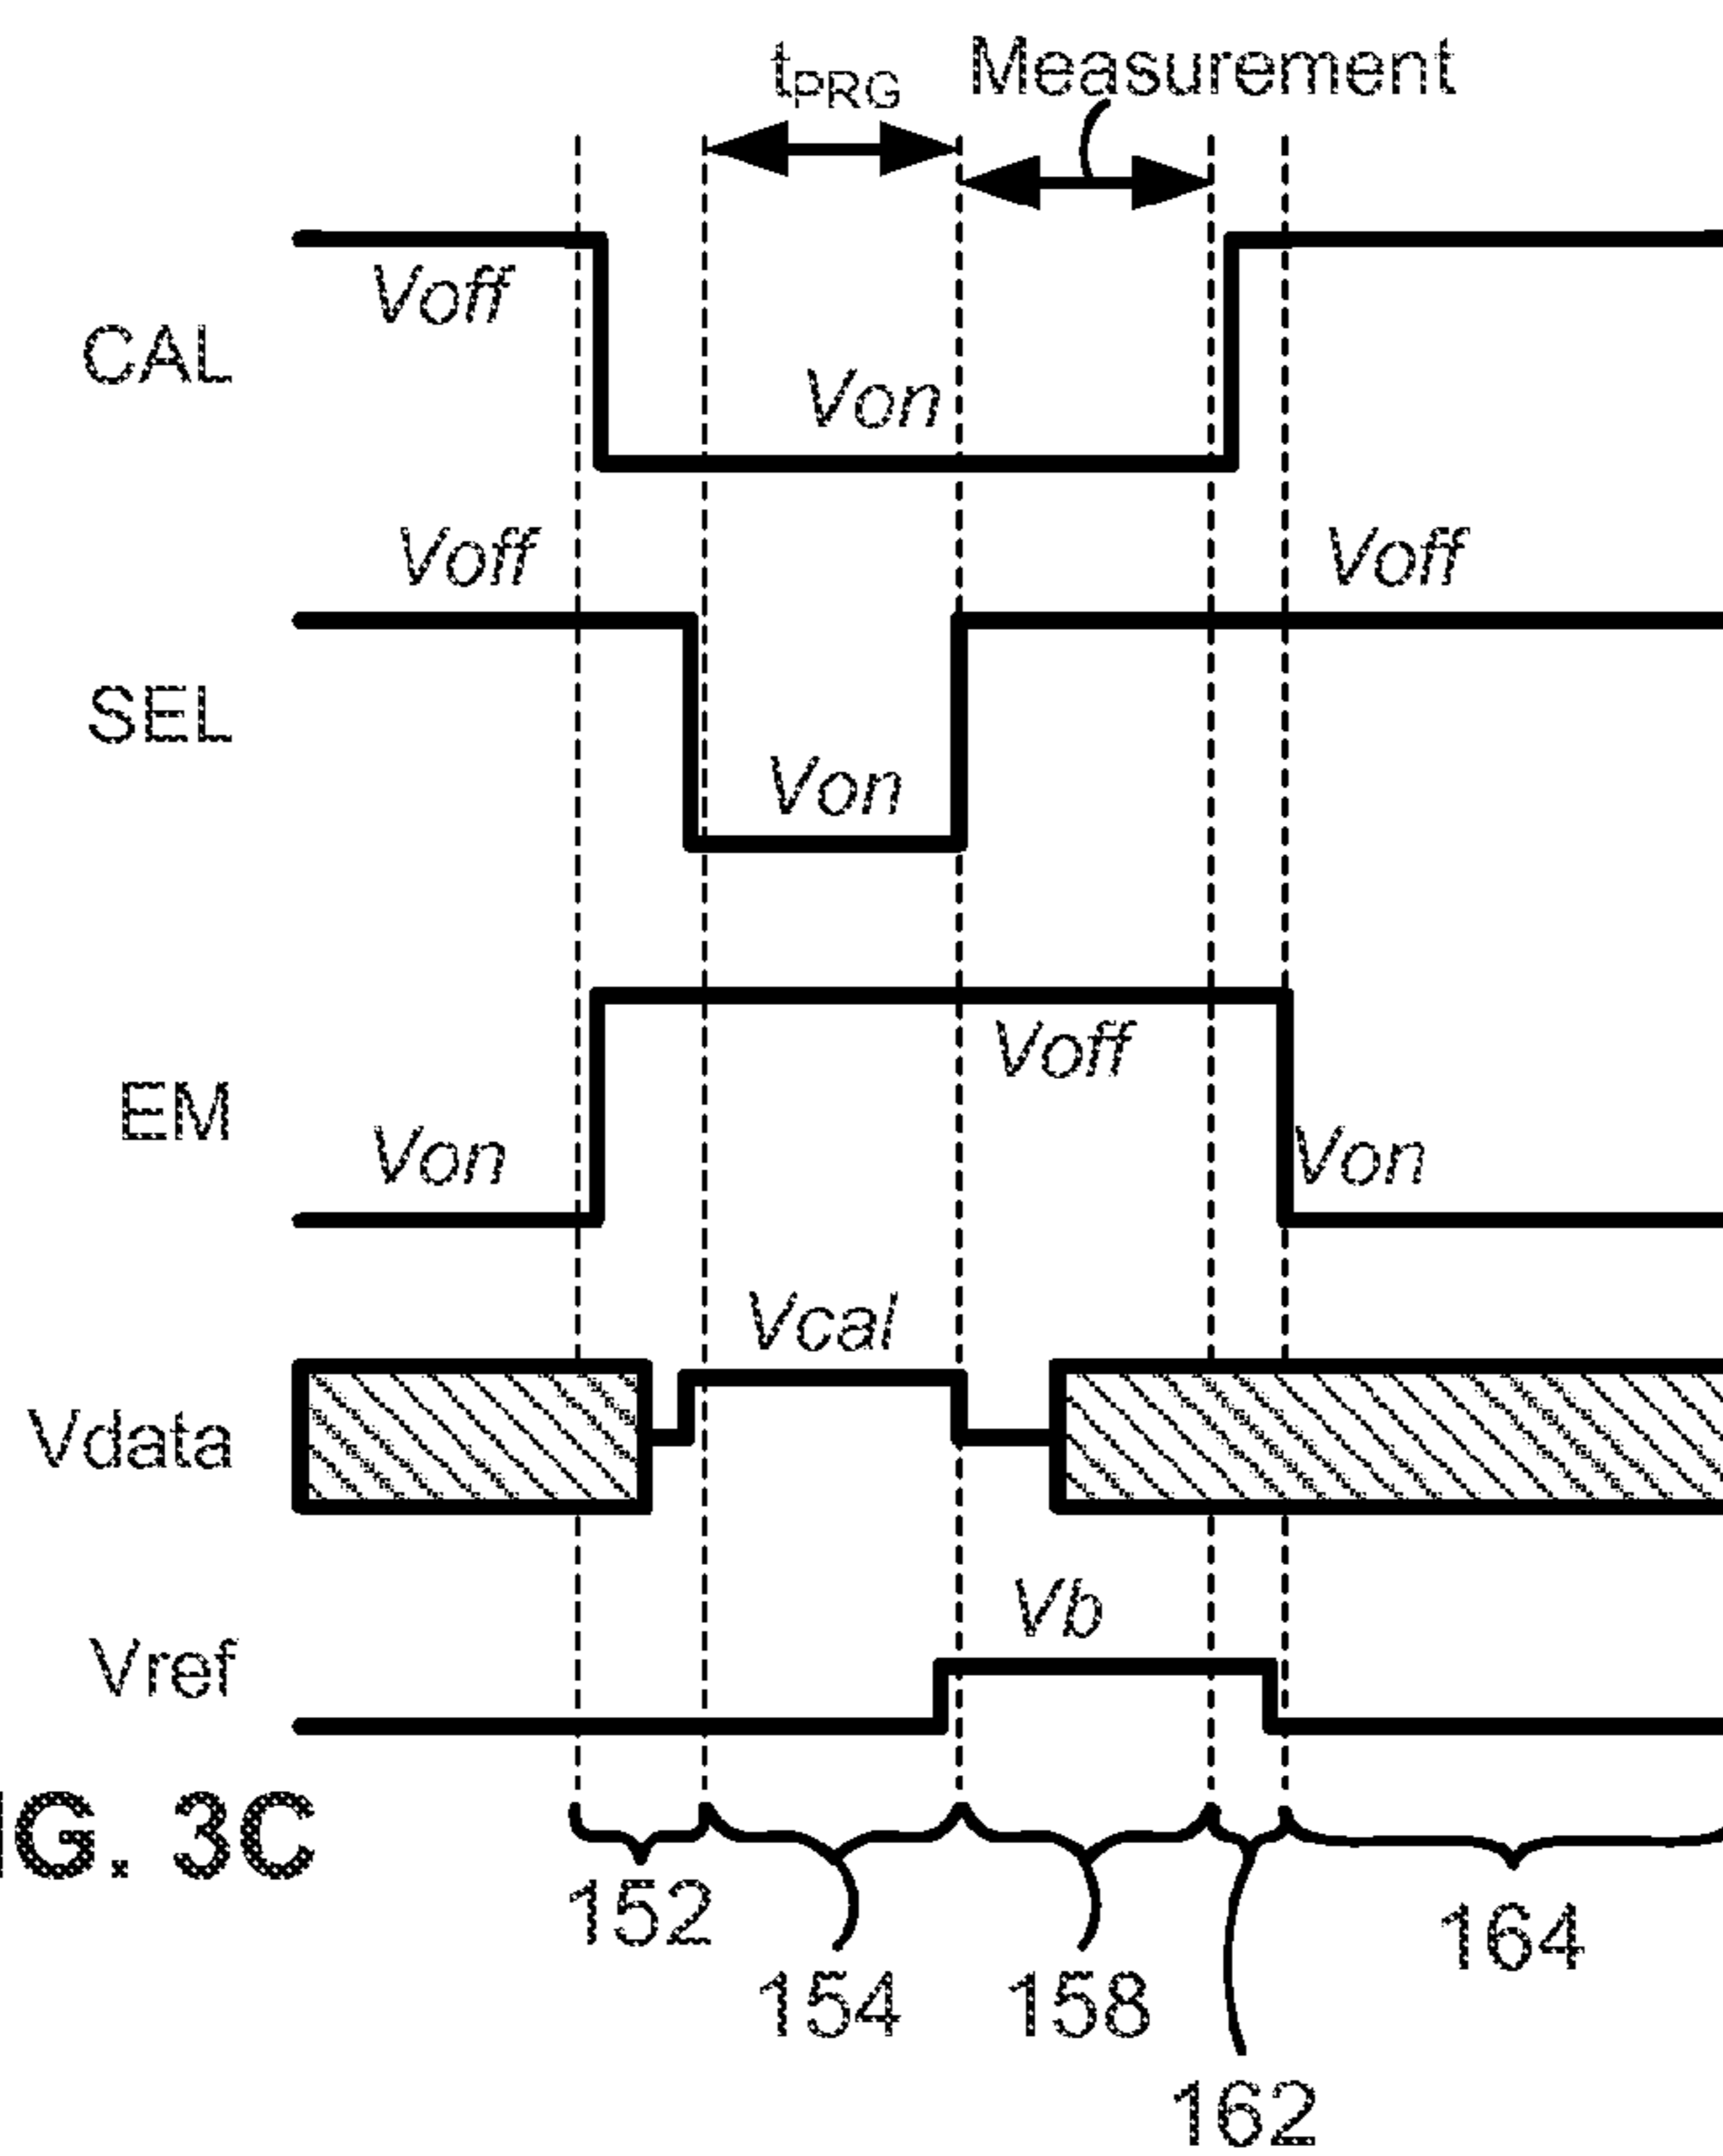 tPRG Measurement
Voff
CAL
Von
Voff Voff
SEL
Von
Voff
EM
Von Von
Vcal
Vdata
Vb
Vref
IG. 3C
152
164
154 158
162